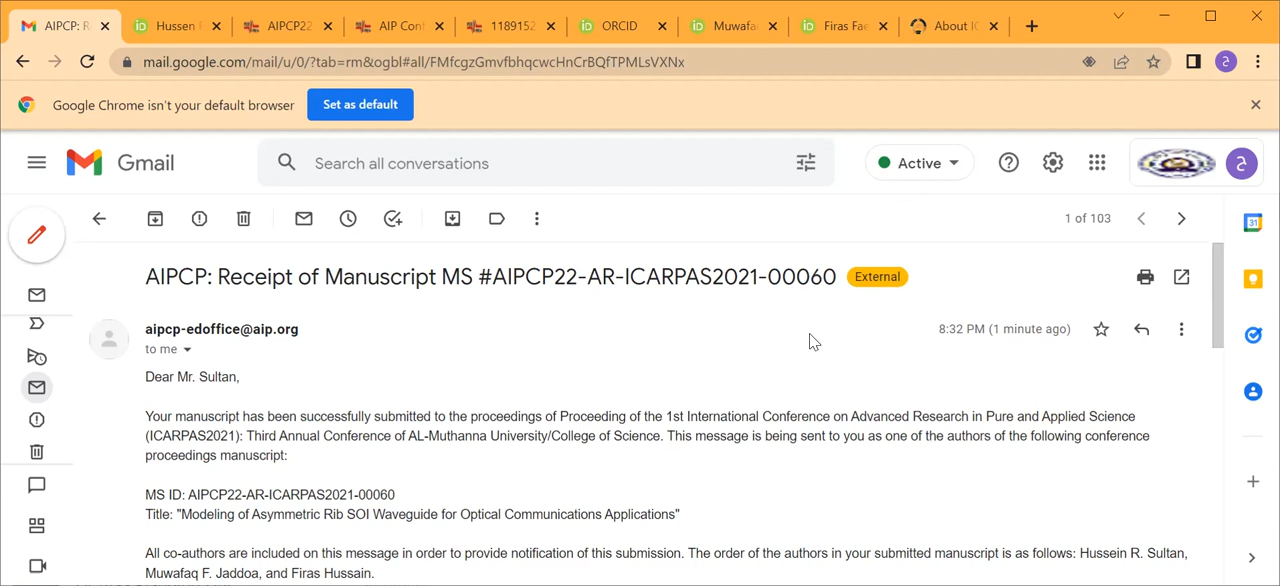 AIPCP: R
Hussen
AIPCP22
AIP Con
1189152
ORCID
Muwafa
Firas Fae
About I
mail.google.com/mail/u/0/?tab=rm&ogbl#all/FMfcgzGmvfbhqcwcHnCrBQfTPMLsVXNx
Google Chrome isn't your default browser
Set as default
Gmail
Search all conversations
Active
1 of 103
AIPCP: Receipt of Manuscript MS #AIPCP22-AR-ICARPAS2021-00060
External
aipcp-edoffice@aip.org
8:32 PM (1 minute ago)
to me
Dear Mr. Sultan,
Your manuscript has been successfully submitted to the proceedings of Proceeding of the 1st International Conference on Advanced Research in Pure and Applied Science
(ICARPAS2021): Third Annual Conference of AL-Muthanna University/College of Science. This message is being sent to you as one of the authors of the following conference
proceedings manuscript:
MS ID: AIPCP22-AR-ICARPAS2021-00060
Title: "Modeling of Asymmetric Rib SOI Waveguide for Optical Communications Applications"
All co-authors are included on this message in order to provide notification of this submission. The order of the authors in your submitted manuscript is as follows: Hussein R. Sultan,
Muwafaq F. Jaddoa, and Firas Hussain.